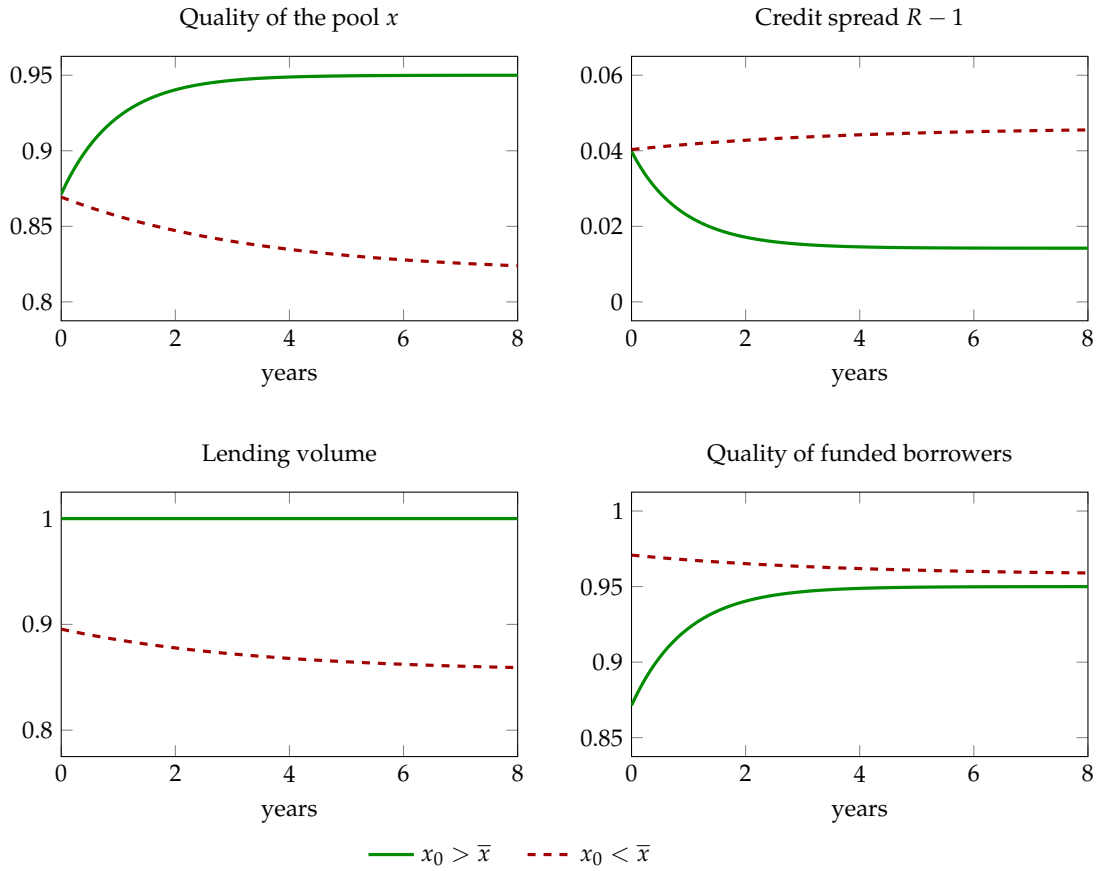 Quality of the pool x
Credit spread R − 1
0.95
0.9
0.85
0.8
0 2 4 6 8
years
0.06
0.04
0.02
0
0 2 4 6 8
years
Lending volume
Quality of funded borrowers
1
0.9
0.8
0 2 4 6 8
years
1
0.95
0.9
0.85
0 2 4 6 8
years
x₀ > x̅
x₀ < x̅